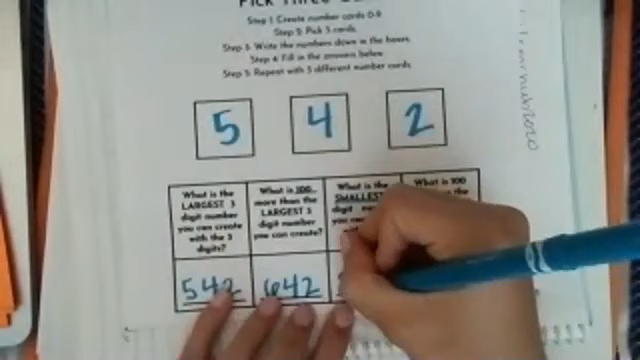 Pick Three
Step 1: Create number cards 0-9
Step 2: Pick 3 cards.
Step 3: Write the numbers down in the boxes.
Step 4: Fill in the answers below.
Step 5: Repeat with 3 different number cards
5 4 2
What is the LARGEST 3 digit number you can create with the 3 digits?
What is 100 more than the LARGEST 3 digit number you can create?
What is the SMALLEST digit
What is 100
542 642